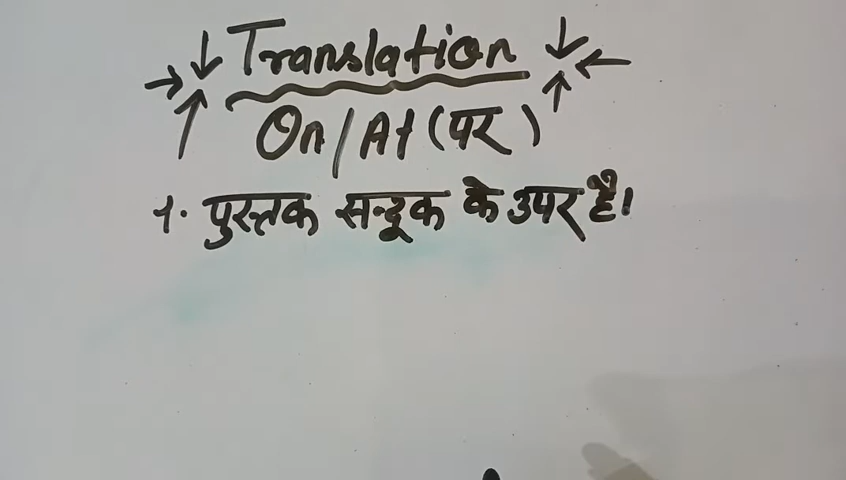 Translation
On/At (पर)
1. पुस्तक सन्दूक के उपर है।